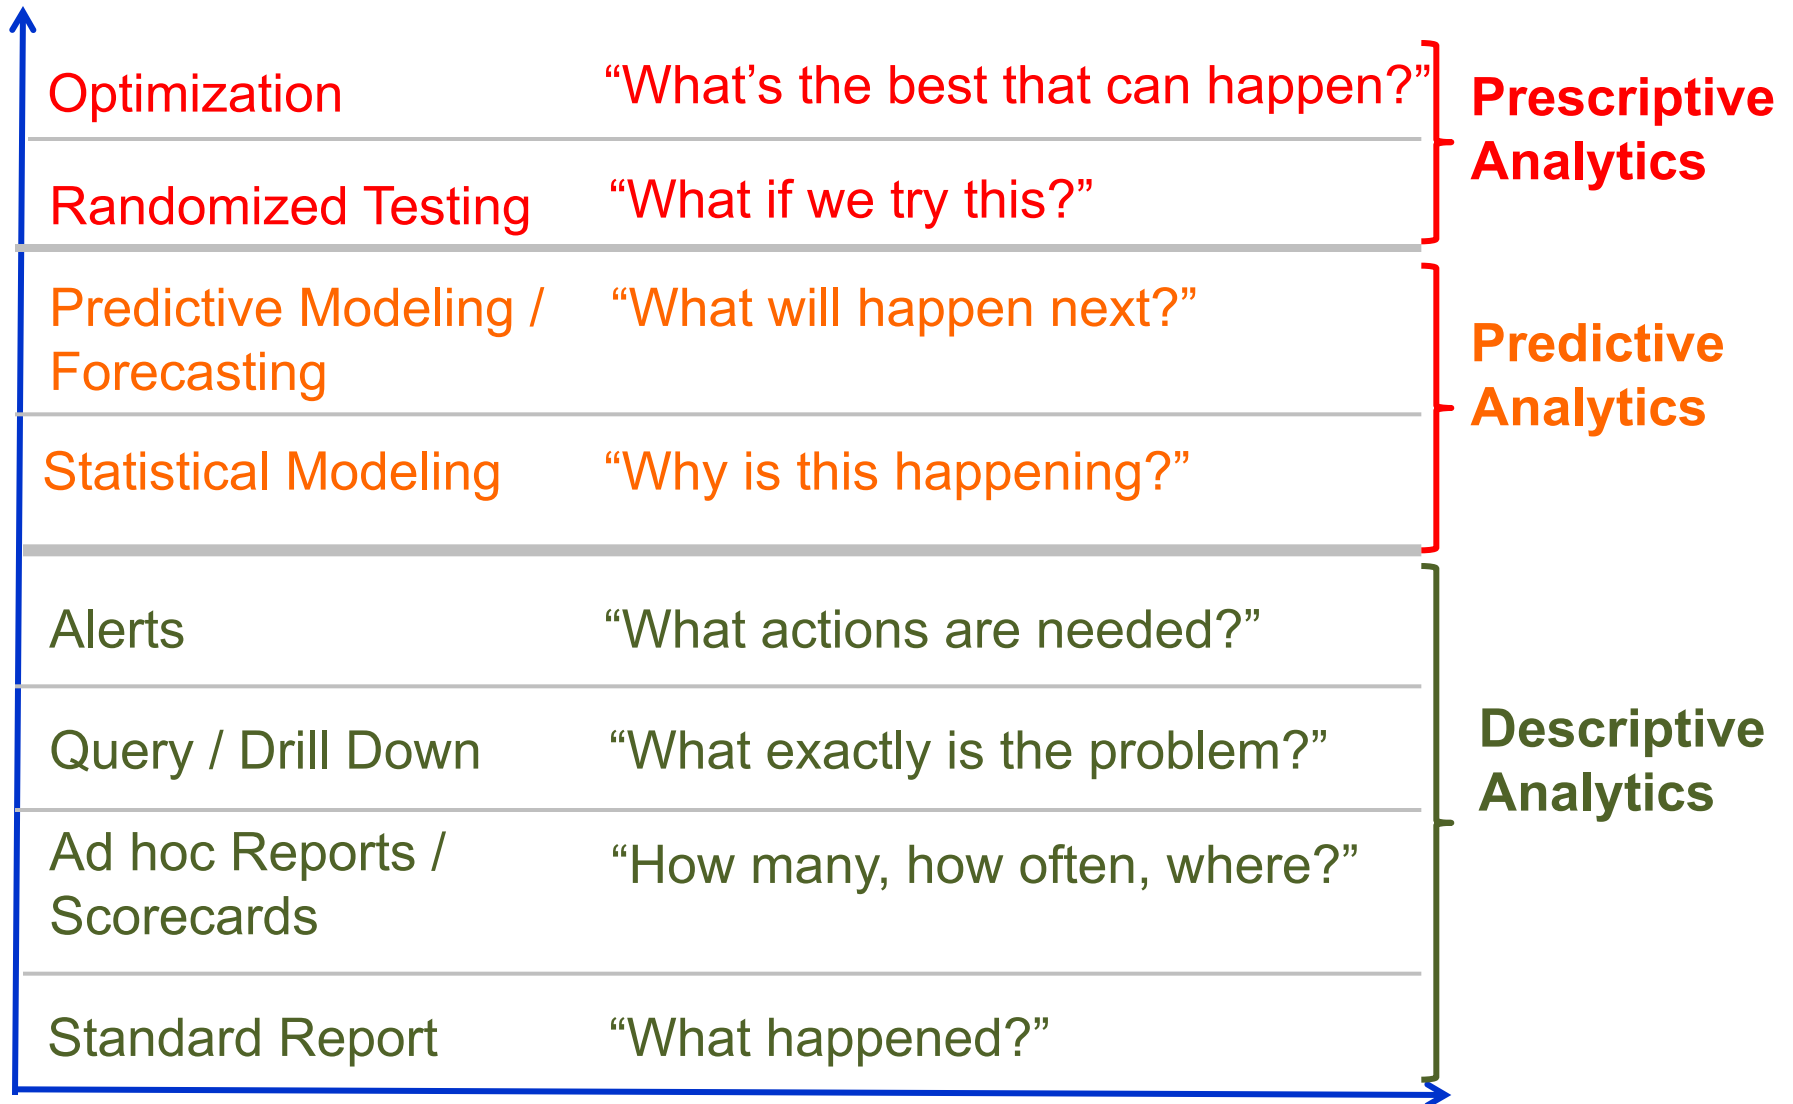 Optimization “What’s the best that can happen?”
Prescriptive
Analytics
Randomized Testing “What if we try this?”
Predictive Modeling / “What will happen next?”
Forecasting
Predictive
Analytics
Statistical Modeling “Why is this happening?”
Alerts “What actions are needed?”
Query / Drill Down “What exactly is the problem?”
Descriptive
Analytics
Ad hoc Reports / “How many, how often, where?”
Scorecards
Standard Report “What happened?”